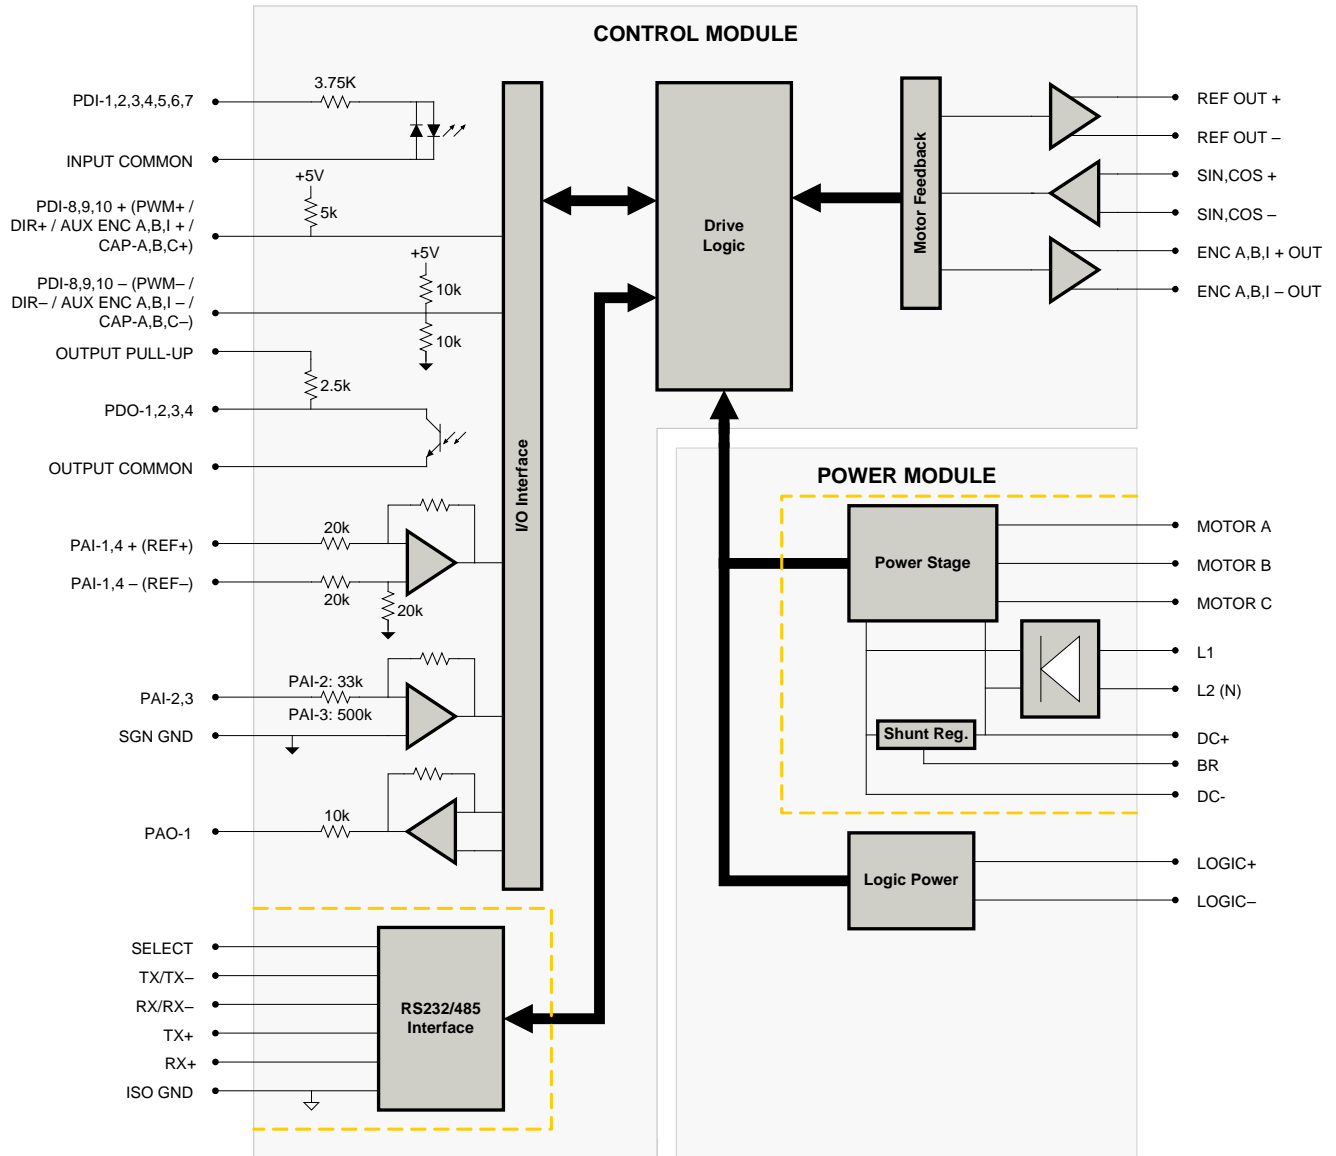 CONTROL MODULE
PDI-1,2,3,4,5,6,7
3.75K
INPUT COMMON
+5V
5k
PDI-8,9,10 + (PWM+ /
DIR+ / AUX ENC A,B,I + /
CAP-A,B,C+)
+5V
10k
10k
PDI-8,9,10 – (PWM– /
DIR– / AUX ENC A,B,I – /
CAP-A,B,C–)
OUTPUT PULL-UP
2.5k
PDO-1,2,3,4
OUTPUT COMMON
PAI-1,4 + (REF+)
20k
PAI-1,4 – (REF–)
20k
20k
PAI-2,3
PAI-2: 33k
PAI-3: 500k
SGN GND
PAO-1
10k
I/O Interface
SELECT
TX/TX–
RX/RX–
TX+
RX+
ISO GND
RS232/485
Interface
Drive
Logic
Motor Feedback
REF OUT +
REF OUT –
SIN,COS +
SIN,COS –
ENC A,B,I + OUT
ENC A,B,I – OUT
POWER MODULE
Power Stage
MOTOR A
MOTOR B
MOTOR C
L1
L2 (N)
Shunt Reg.
DC+
BR
DC-
Logic Power
LOGIC+
LOGIC–